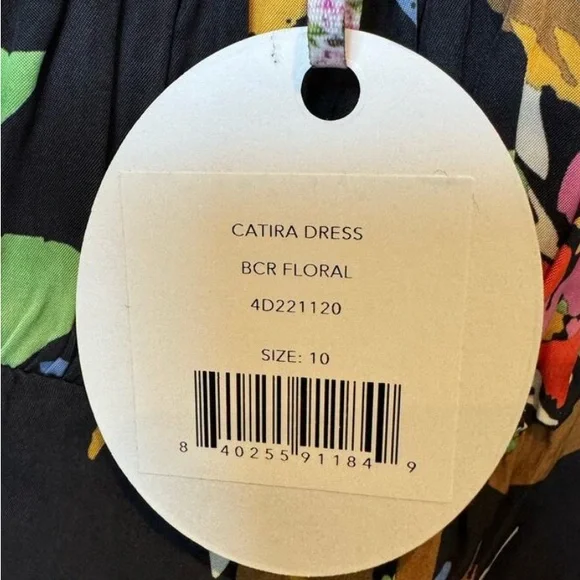 CATIRA DRESS
BCR FLORAL
4D221120
SIZE: 10
8 40255 91184 9